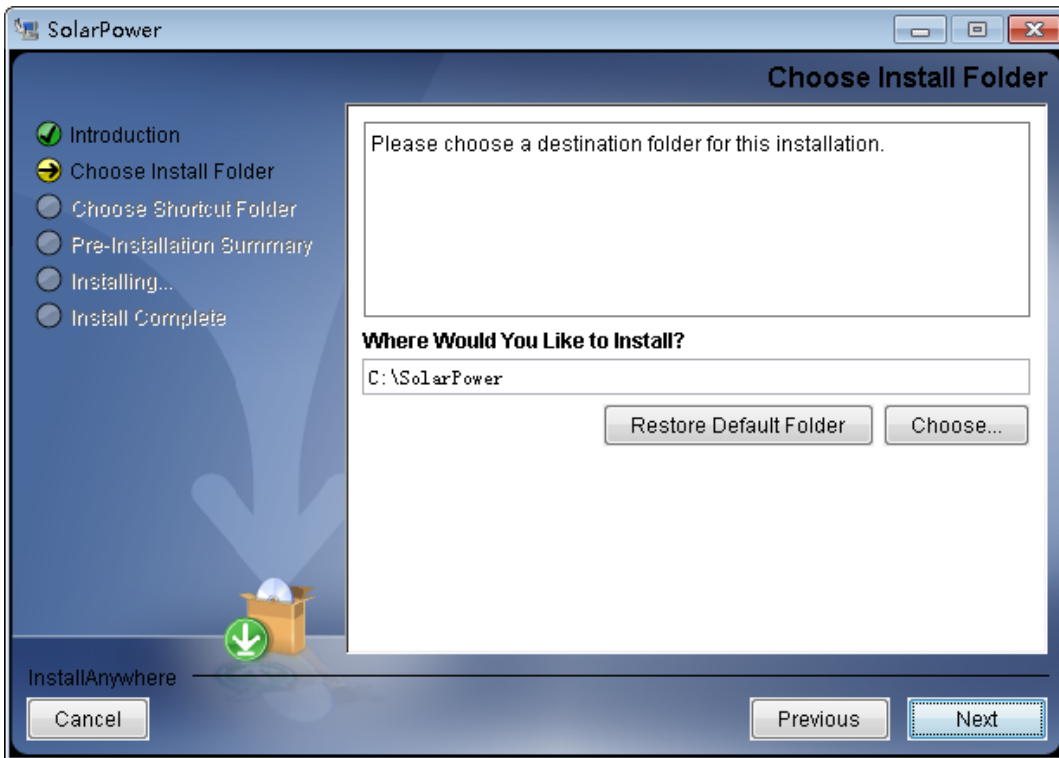 SolarPower
Choose Install Folder
Introduction
Choose Install Folder
Choose Shortcut Folder
Pre-Installation Summary
Installing...
Install Complete
Please choose a destination folder for this installation.
Where Would You Like to Install?
C:\SolarPower
Restore Default Folder
Choose...
InstallAnywhere
Cancel
Previous
Next